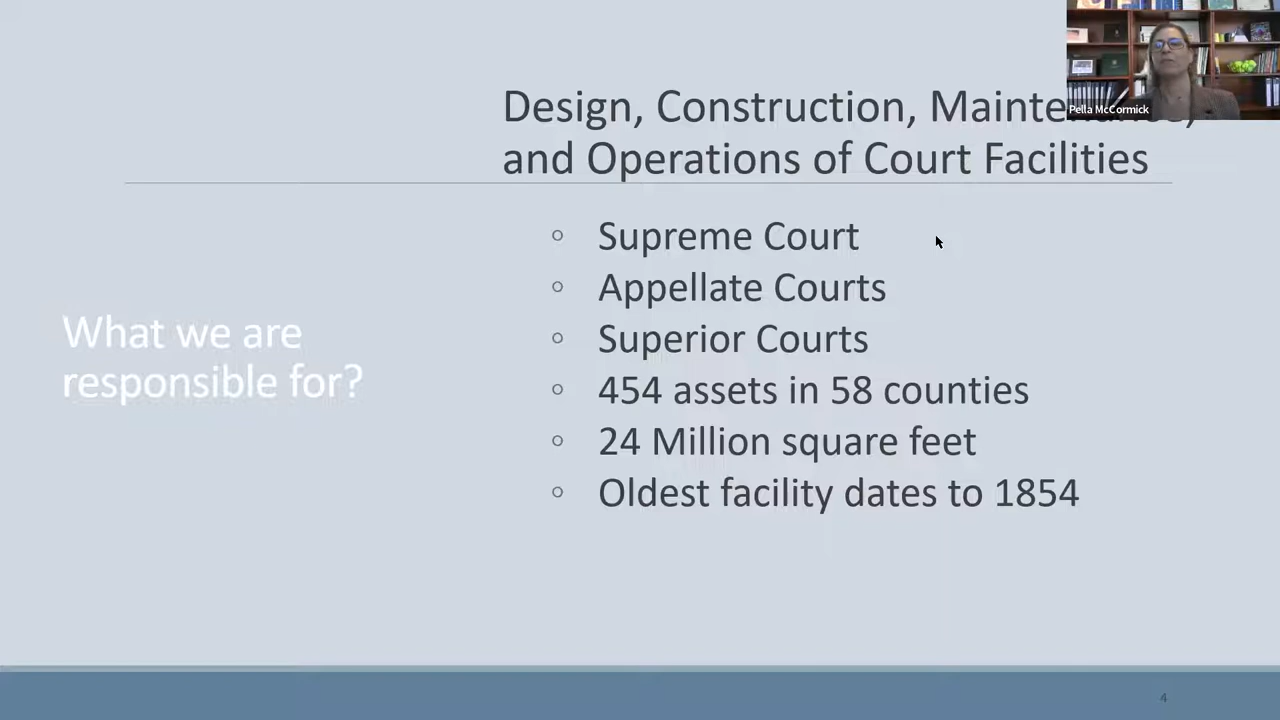 Pella McCormick
Design, Construction,
and Operations of Court Facilities
What we are
responsible for?
◦ Supreme Court
◦ Appellate Courts
◦ Superior Courts
◦ 454 assets in 58 counties
◦ 24 Million square feet
◦ Oldest facility dates to 1854
4